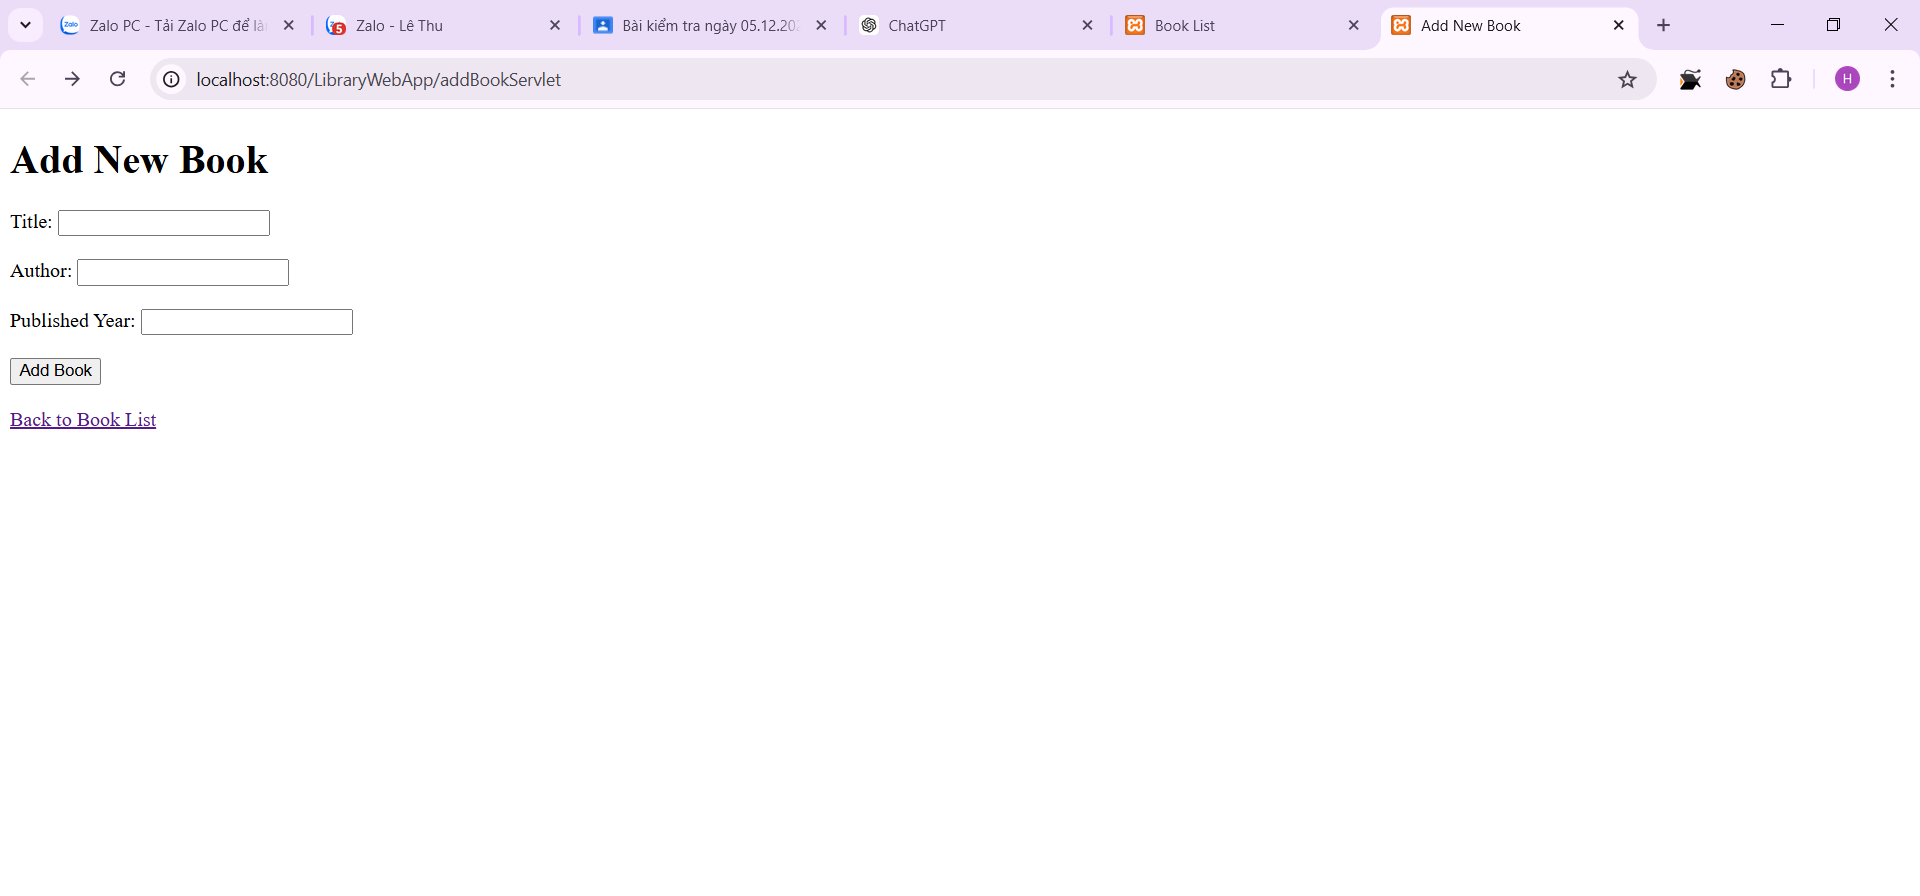 Zalo PC - Tải Zalo PC để là
Zalo - Lê Thu
Bài kiểm tra ngày 05.12.202
ChatGPT
Book List
Add New Book
localhost:8080/LibraryWebApp/addBookServlet
H
Add New Book
Title:
Author:
Published Year:
Add Book
Back to Book List